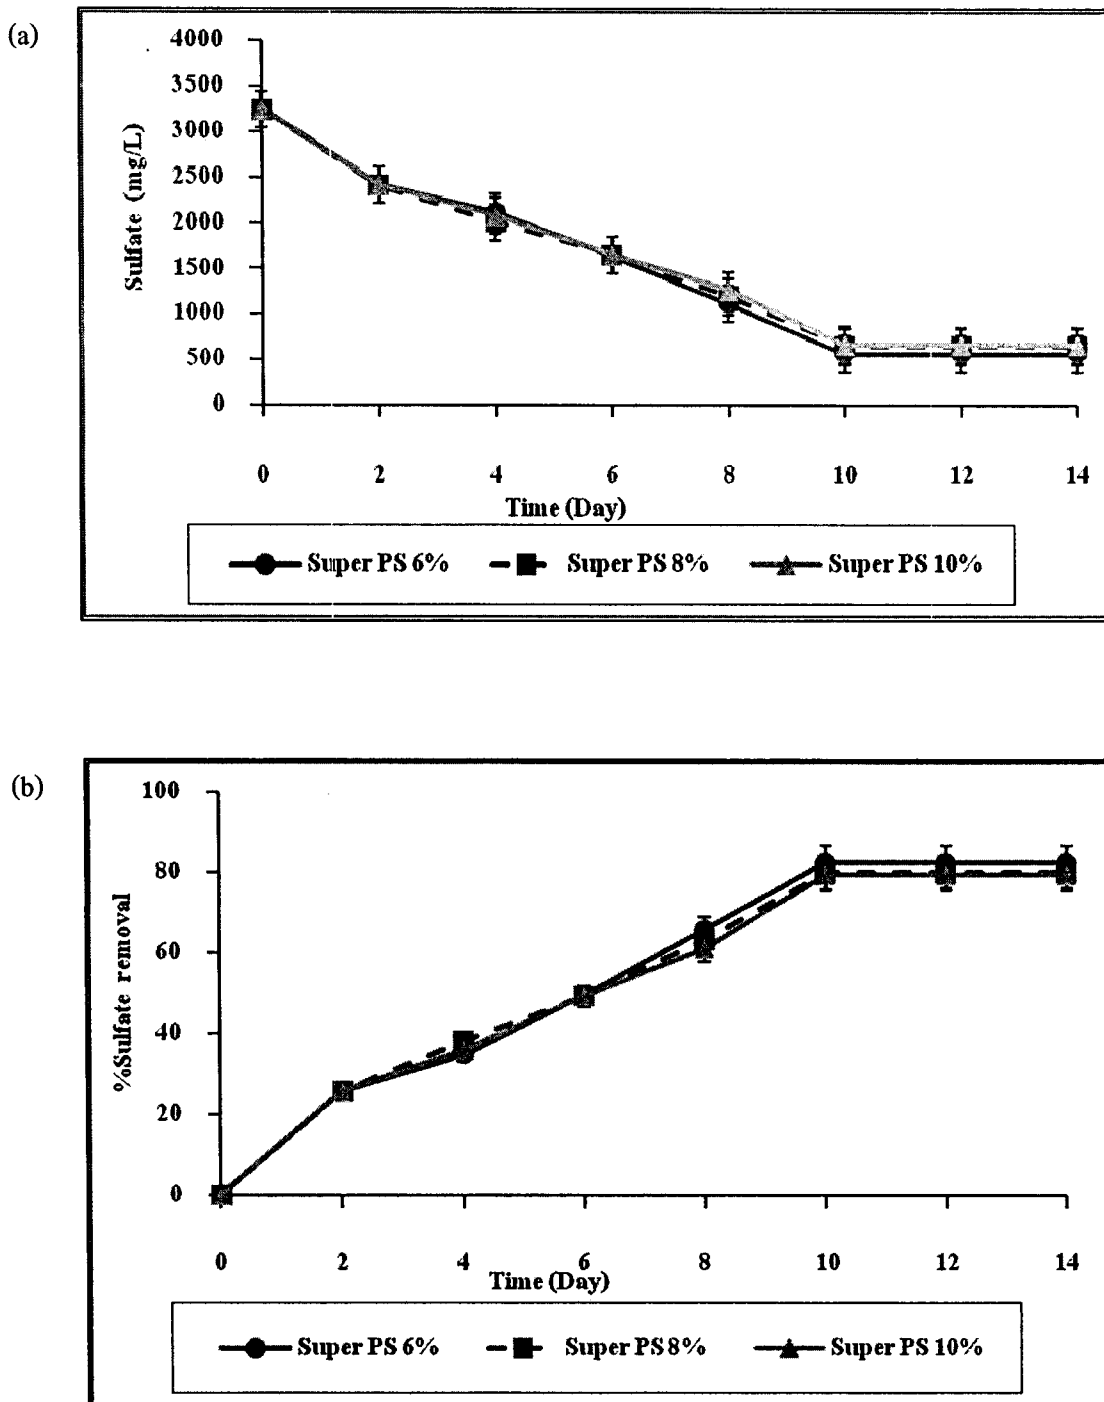 (a)
4000
3500
3000
2500
2000
1500
1000
500
0
Sulfate (mg/L)
0 2 4 6 8 10 12 14
Time (Day)
Super PS 6% Super PS 8% Super PS 10%
(b)
100
80
60
40
20
0
%Sulfate removal
0 2 4 6 8 10 12 14
Time (Day)
Super PS 6% Super PS 8% Super PS 10%